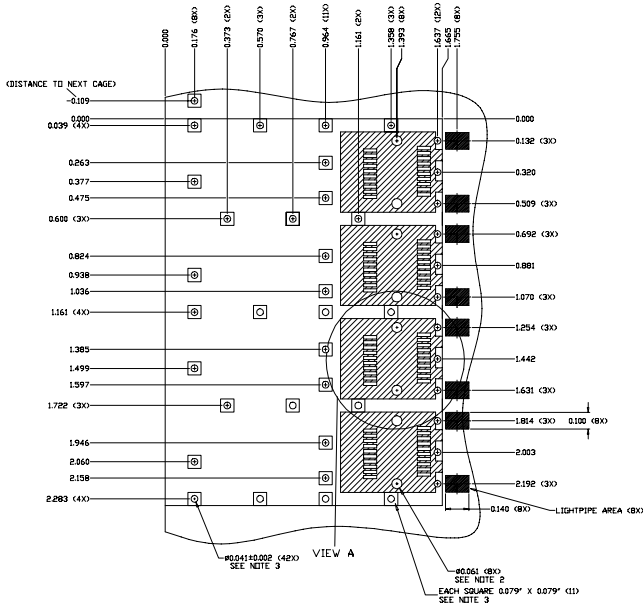 0.000
0.176 (8X)
0.373 (2X)
0.570 (3X)
0.767 (2X)
0.964 (11X)
1.161 (2X)
1.358 (3X)
1.393 (8X)
1.637 (12X)
1.665
1.755 (8X)
(DISTANCE TO NEXT CAGE)
-0.109
0.000
0.000
0.039 (4X)
0.132 (3X)
0.263
0.320
0.377
0.475
0.509 (3X)
0.600 (3X)
0.692 (3X)
0.824
0.881
0.938
1.036
1.070 (3X)
1.161 (4X)
1.254 (3X)
1.385
1.442
1.499
1.597
1.631 (3X)
1.722 (3X)
1.814 (3X)
0.100 (8X)
1.946
2.003
2.060
2.158
2.192 (3X)
2.283 (4X)
0.140 (8X)
LIGHTPIPE AREA (8X)
VIEW A
ø0.041±0.002 (42X)
SEE NOTE 3
ø0.061 (8X)
SEE NOTE 2
EACH SQUARE 0.079" X 0.079" (11)
SEE NOTE 3